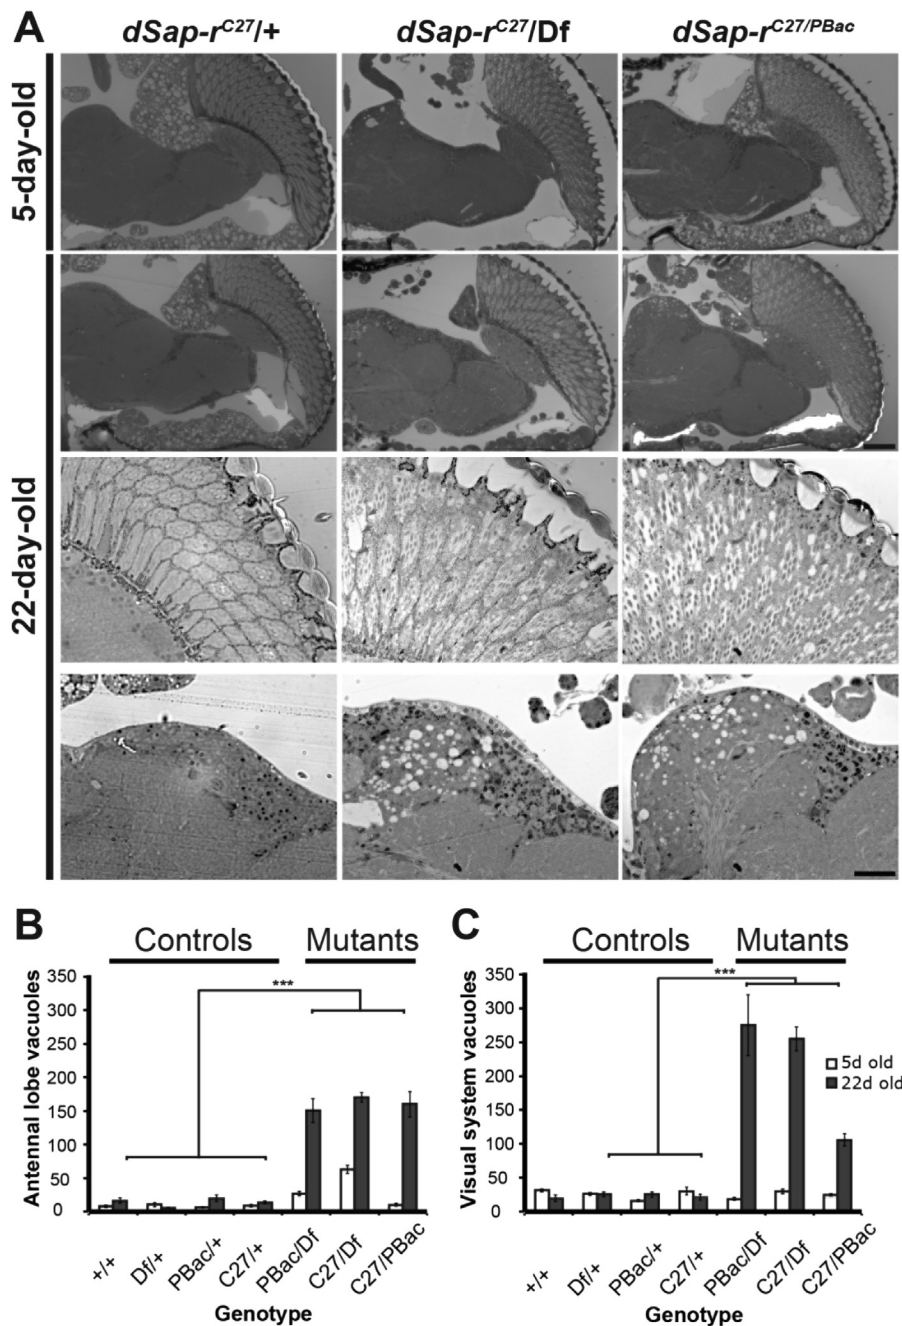 A
dSap-rC27/+
dSap-rC27/Df
dSap-rC27/PBac
5-day-old
22-day-old
B
Controls
Mutants
350
300
250
200
150
100
50
0
***
Antennal lobe vacuoles
+/+
Df/+
PBac/+
C27/+
PBac/Df
C27/Df
C27/PBac
Genotype
C
Controls
Mutants
350
300
250
200
150
100
50
0
***
Visual system vacuoles
5d old
22d old
+/+
Df/+
PBac/+
C27/+
PBac/Df
C27/Df
C27/PBac
Genotype